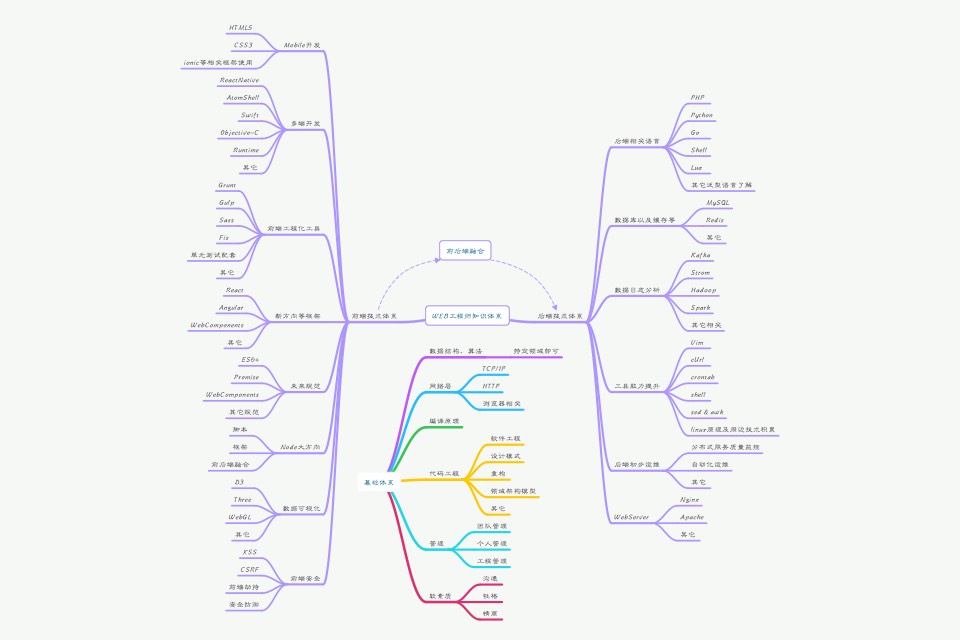 HTML5
CSS3
ionic等相关框架使用
Mobile开发
ReactNative
AtomShell
Swift
Objective-C
Runtime
其它
多端开发
Grunt
Gulp
Sass
Fis
单元测试配套
其它
前端工程化工具
React
Angular
WebComponents
其它
新方向等框架
ES6+
Promise
WebComponents
其它规范
未来规范
脚本
框架
前后端融合
Node大方向
D3
Three
WebGL
其它
数据可视化
XSS
CSRF
前端劫持
安全防御
前端安全
前端技术体系
前后端融合
WEB工程师知识体系
后端技术体系
后端相关语言
PHP
Python
Go
Shell
Lua
其它泛型语言了解
数据库以及缓存等
MySQL
Redis
其它
数据日志分析
Kafka
Strom
Hadoop
Spark
其它相关
工具能力提升
Vim
cUrl
crontab
shell
sed & awk
linux原理及周边技术积累
后端初步运维
分布式服务质量监控
自动化运维
其它
WebServer
Nginx
Apache
其它
基础体系
数据结构、算法
特定领域即可
网络层
TCP/IP
HTTP
浏览器相关
编译原理
代码工程
软件工程
设计模式
重构
领域架构模型
其它
管理
团队管理
个人管理
工程管理
软素质
沟通
性格
情商